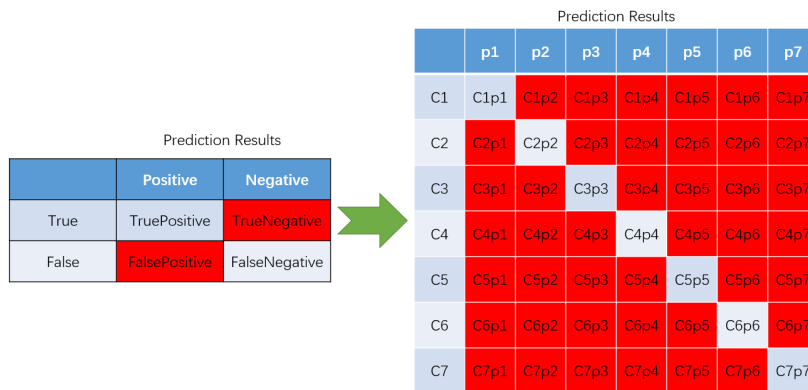 Prediction Results
Positive Negative
True TruePositive TrueNegative
False FalsePositive FalseNegative
Prediction Results
p1 p2 p3 p4 p5 p6 p7
C1 C1p1 C1p2 C1p3 C1p4 C1p5 C1p6 C1p7
C2 C2p1 C2p2 C2p3 C2p4 C2p5 C2p6 C2p7
C3 C3p1 C3p2 C3p3 C3p4 C3p5 C3p6 C3p7
C4 C4p1 C4p2 C4p3 C4p4 C4p5 C4p6 C4p7
C5 C5p1 C5p2 C5p3 C5p4 C5p5 C5p6 C5p7
C6 C6p1 C6p2 C6p3 C6p4 C6p5 C6p6 C6p7
C7 C7p1 C7p2 C7p3 C7p4 C7p5 C7p6 C7p7